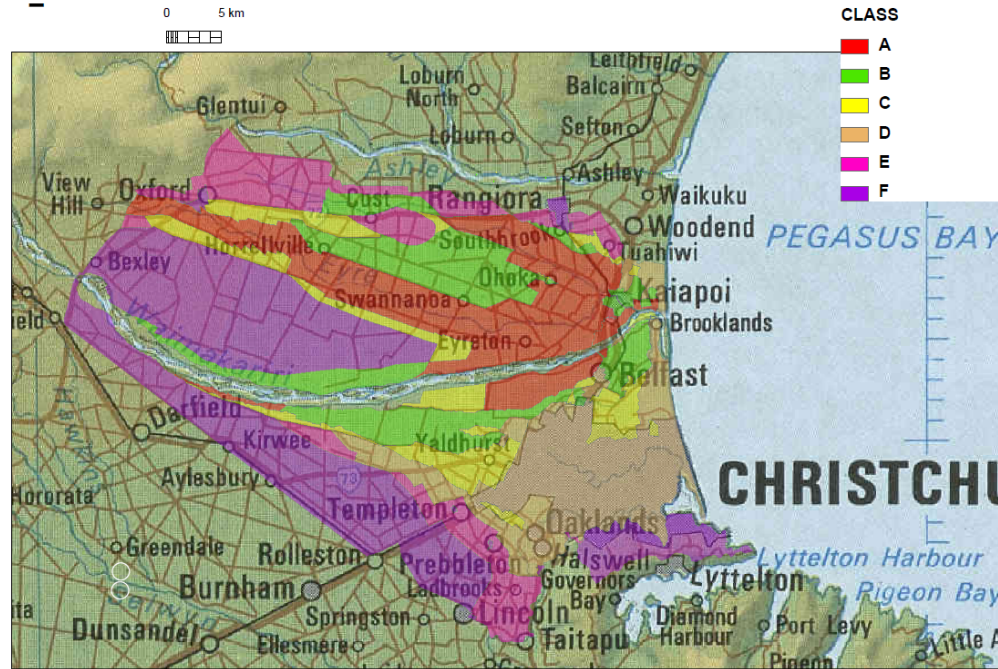 0 5 km
CLASS
A
B
C
D
E
F
Leithfield
Loburn
North
Balcairn
Glentui
Sefton
Loburn
Ashley
Ashley
View
Hill
Oxford
Cust
Rangiora
Waikuku
Woodend
Southbrook
Tuahiwi
PEGASUS BAY
Horrellville
Bexley
Eyre
Ohoka
Swannanoa
Kaiapoi
Waimakariri
Brooklands
Eyreton
Belfast
Darfield
Kirwee
Yaldhurst
Aylesbury
73
CHRISTCHU
Hororata
Templeton
Oaklands
Greendale
Rolleston
Prebbleton
Halswell
Lyttelton Harbour
Burnham
Ladbrooks
Governors
Bay
Lyttelton
Pigeon Bay
Selwyn
Springston
Lincoln
Diamond
Harbour
Port Levy
Dunsandel
Ellesmere
Taitapu
Little A
Pigeon